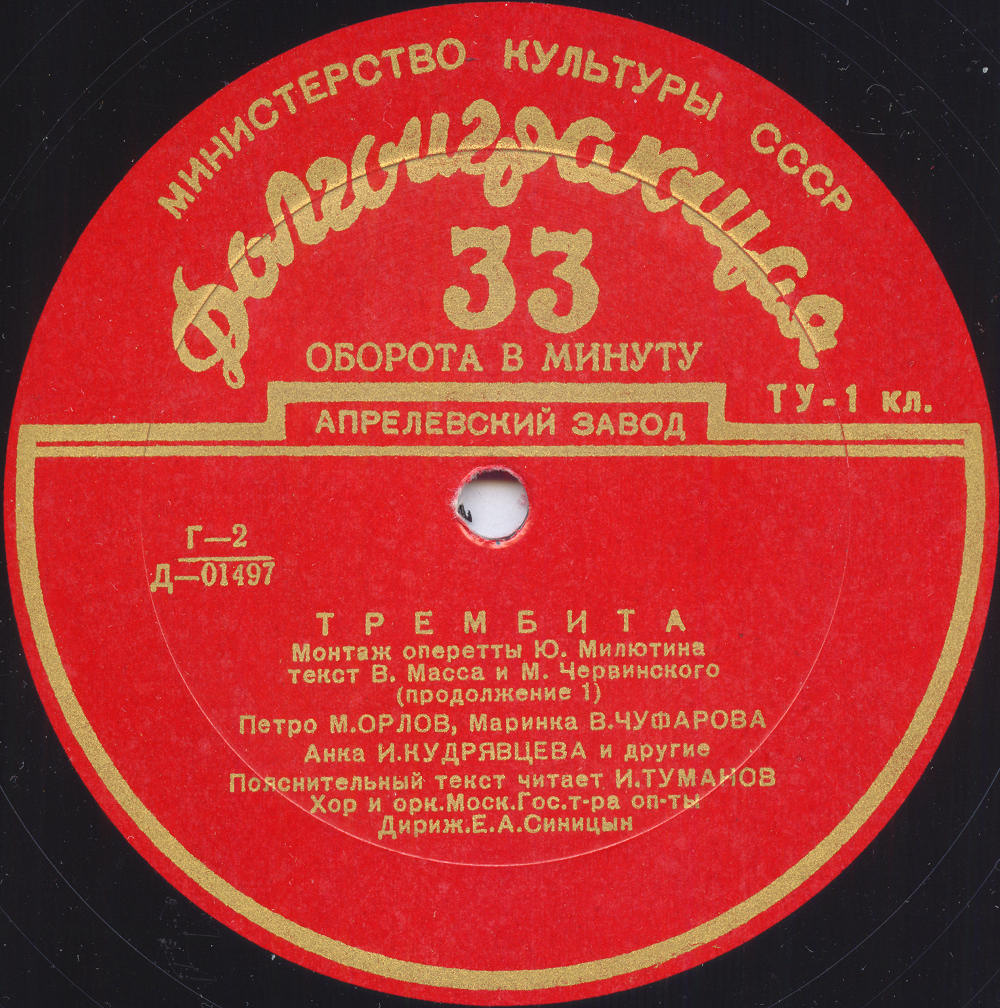 МИНИСТЕРСТВО КУЛЬТУРЫ СССР
Долгоиграющая
33
ОБОРОТА В МИНУТУ
ТУ-1 кл.
АПРЕЛЕВСКИЙ ЗАВОД
Г—2
Д—01497
ТРЕМБИТА
Монтаж оперетты Ю. Милютина
текст В. Масса и М. Червинского
(продолжение 1)
Петро М.ОРЛОВ, Маринка В.ЧУФАРОВА
Анка И.КУДРЯВЦЕВА и другие
Пояснительный текст читает И.ТУМАНОВ
Хор и орк.Моск.Гос.т-ра оп-ты
Дириж.Е.А.Синицын